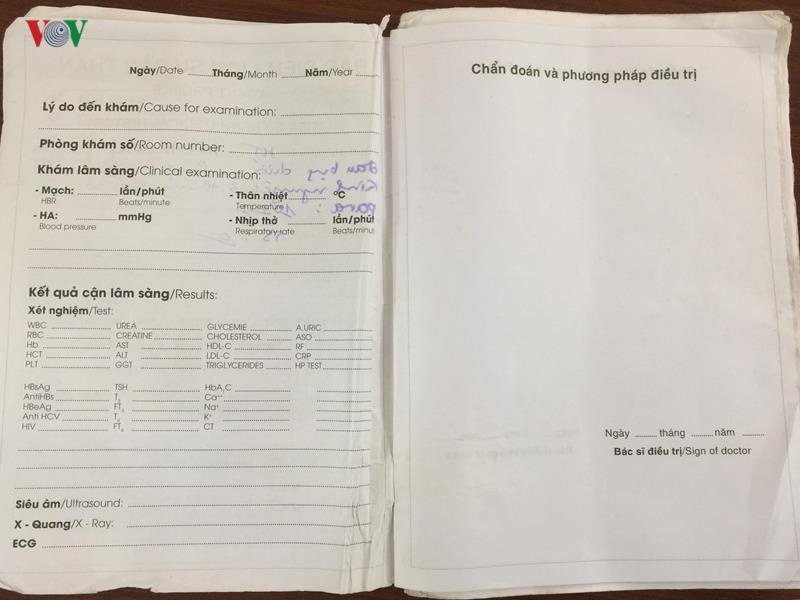 VOV
Ngày/Date ......... Tháng/Month ......... Năm/Year .........
Lý do đến khám/Cause for examination: .........
Phòng khám số/Room number: .........
Khám lâm sàng/Clinical examination: .........
- Mạch: ......... lần/phút - Thân nhiệt ......... °C
HBR Beats/minute Temperature
- HA: ......... mmHg - Nhịp thở ......... lần/phút
Blood pressure Respiratory rate Beats/minu
Kết quả cận lâm sàng/Results:
Xét nghiệm/Test:
WBC ......... UREA ......... GLYCEMIE ......... A.URIC .........
RBC ......... CREATINE ......... CHOLESTEROL ......... ASO .........
Hb ......... AST ......... HDL-C ......... RF .........
HCT ......... ALT ......... LDL-C ......... CRP .........
PLT ......... GGT ......... TRIGLYCERIDES ......... HP TEST .........
HBsAg ......... TSH ......... HbA₁C .........
AntiHBs ......... T₃ ......... Ca⁺⁺ .........
HBeAg ......... FT₃ ......... Na⁺ .........
Anti HCV ......... T₄ ......... K⁺ .........
HIV ......... FT₄ ......... CT .........
Siêu âm/Ultrasound: .........
X - Quang/X - Ray: .........
ECG .........
Chẩn đoán và phương pháp điều trị
Ngày ......... tháng ......... năm .........
Bác sĩ điều trị/Sign of doctor